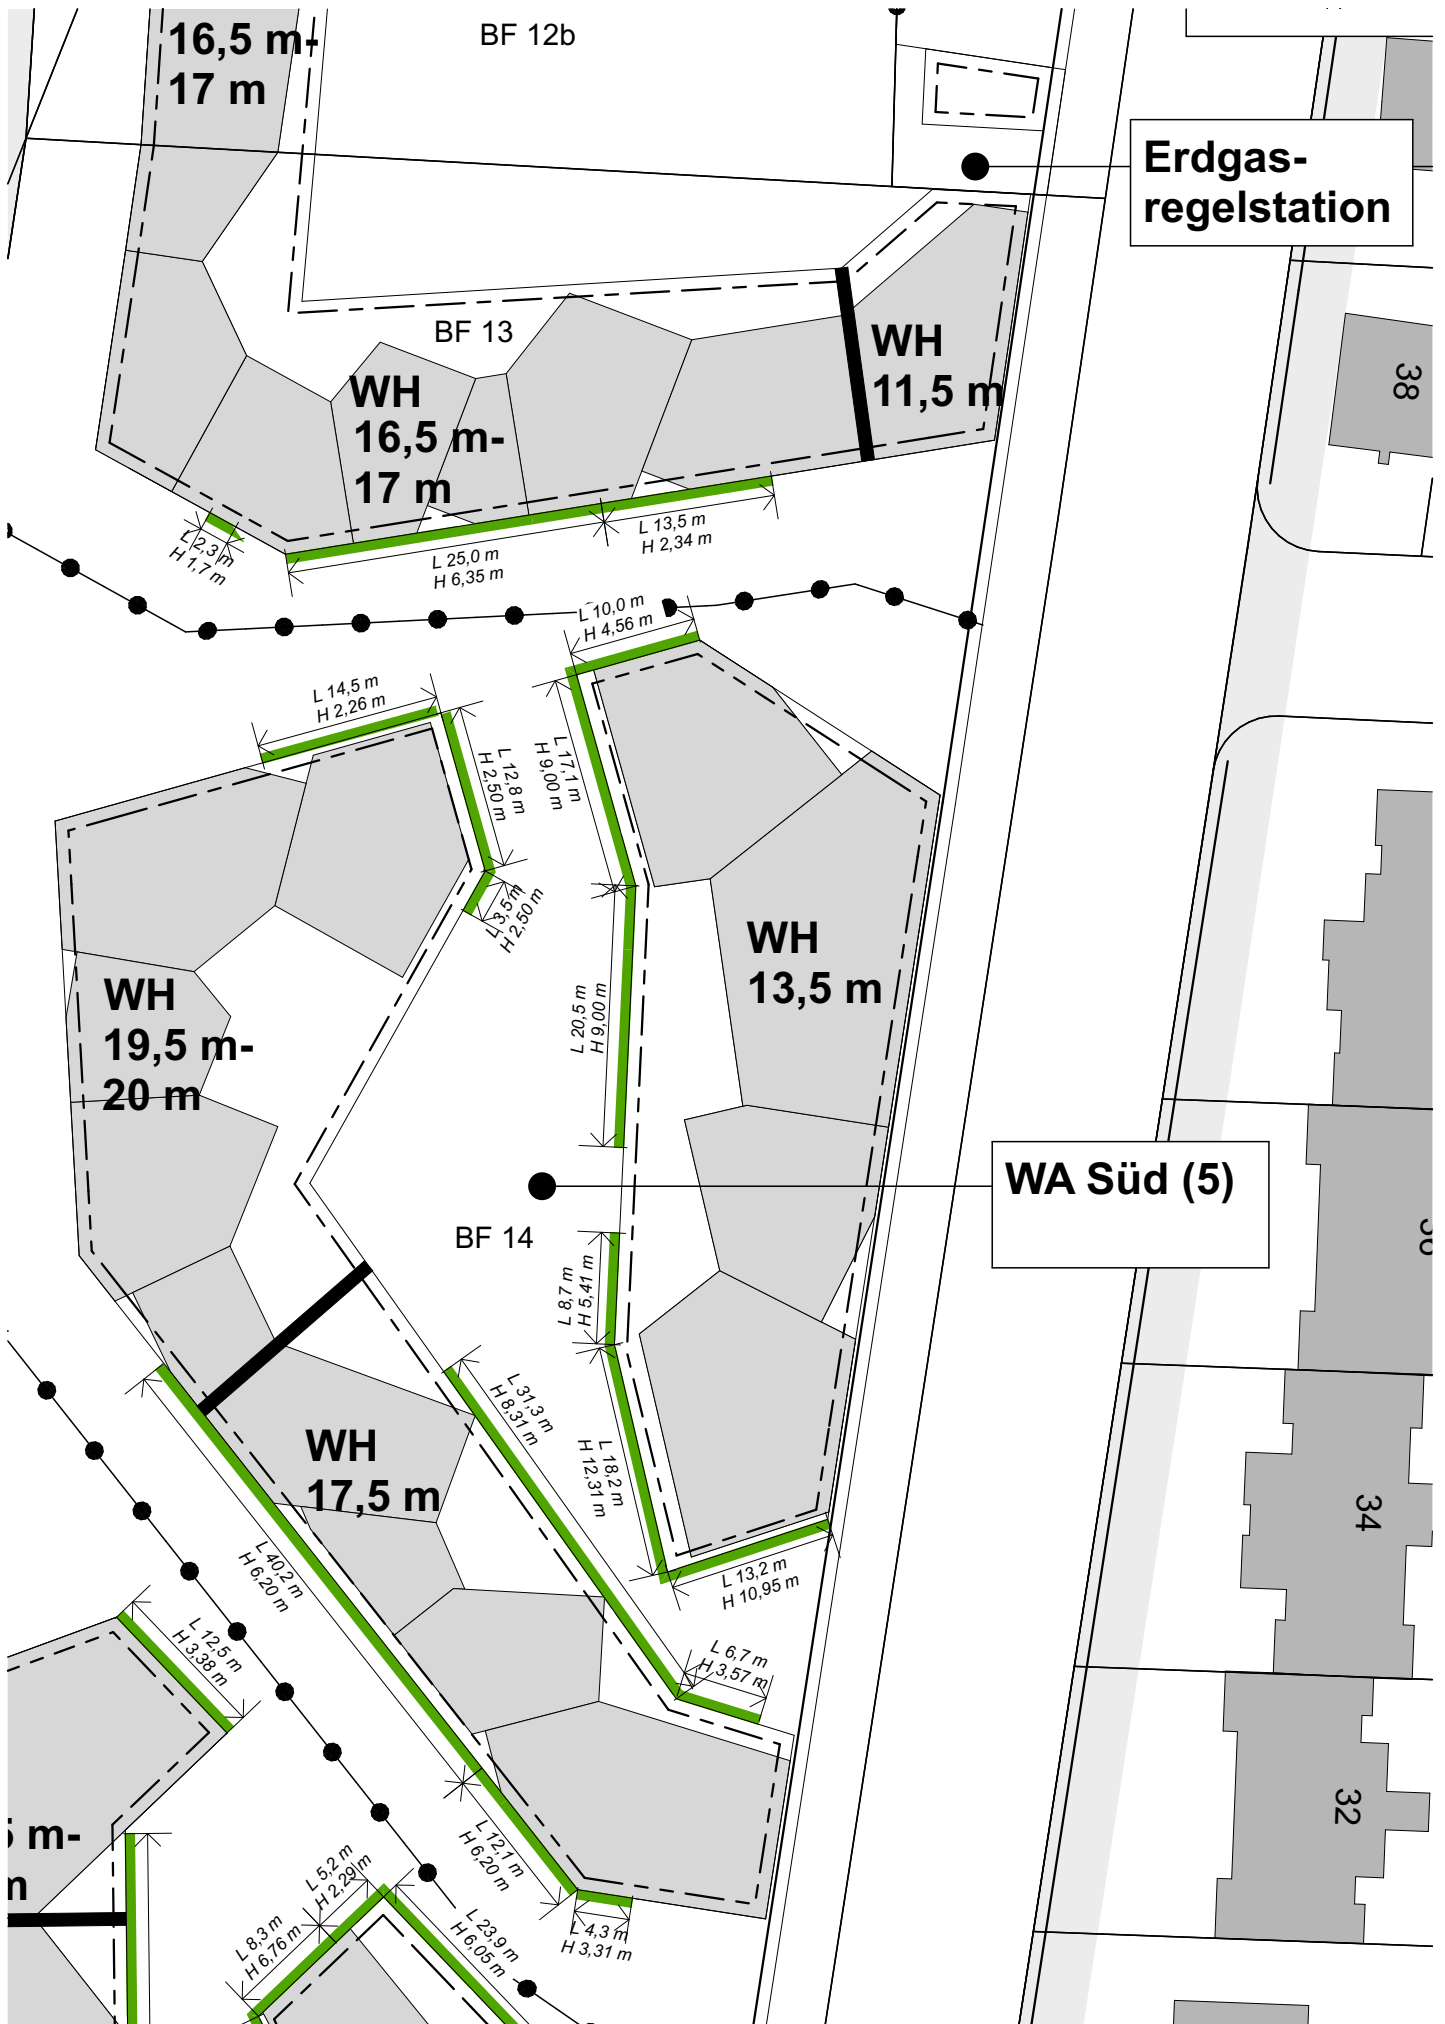 16,5 m-
17 m
BF 12b
Erdgas-
regelstation
BF 13
WH
16,5 m-
17 m
WH
11,5 m
38
L 2,3 m
H 1,7 m
L 25,0 m
H 6,35 m
L 13,5 m
H 2,34 m
L 10,0 m
H 4,56 m
L 14,5 m
H 2,26 m
L 12,8 m
H 2,50 m
L 17,1 m
H 9,00 m
L 3,5 m
H 2,50 m
WH
13,5 m
WH
19,5 m-
20 m
L 20,5 m
H 9,00 m
WA Süd (5)
BF 14
L 8,7 m
H 5,41 m
L 31,3 m
H 8,31 m
WH
17,5 m
L 18,2 m
H 12,31 m
34
L 40,2 m
H 6,20 m
L 13,2 m
H 10,95 m
L 12,5 m
H 3,38 m
L 6,7 m
H 3,57 m
32
m-
L 12,1 m
H 6,20 m
L 5,2 m
H 2,29 m
L 8,3 m
H 6,76 m
L 23,9 m
H 6,05 m
L 4,3 m
H 3,31 m